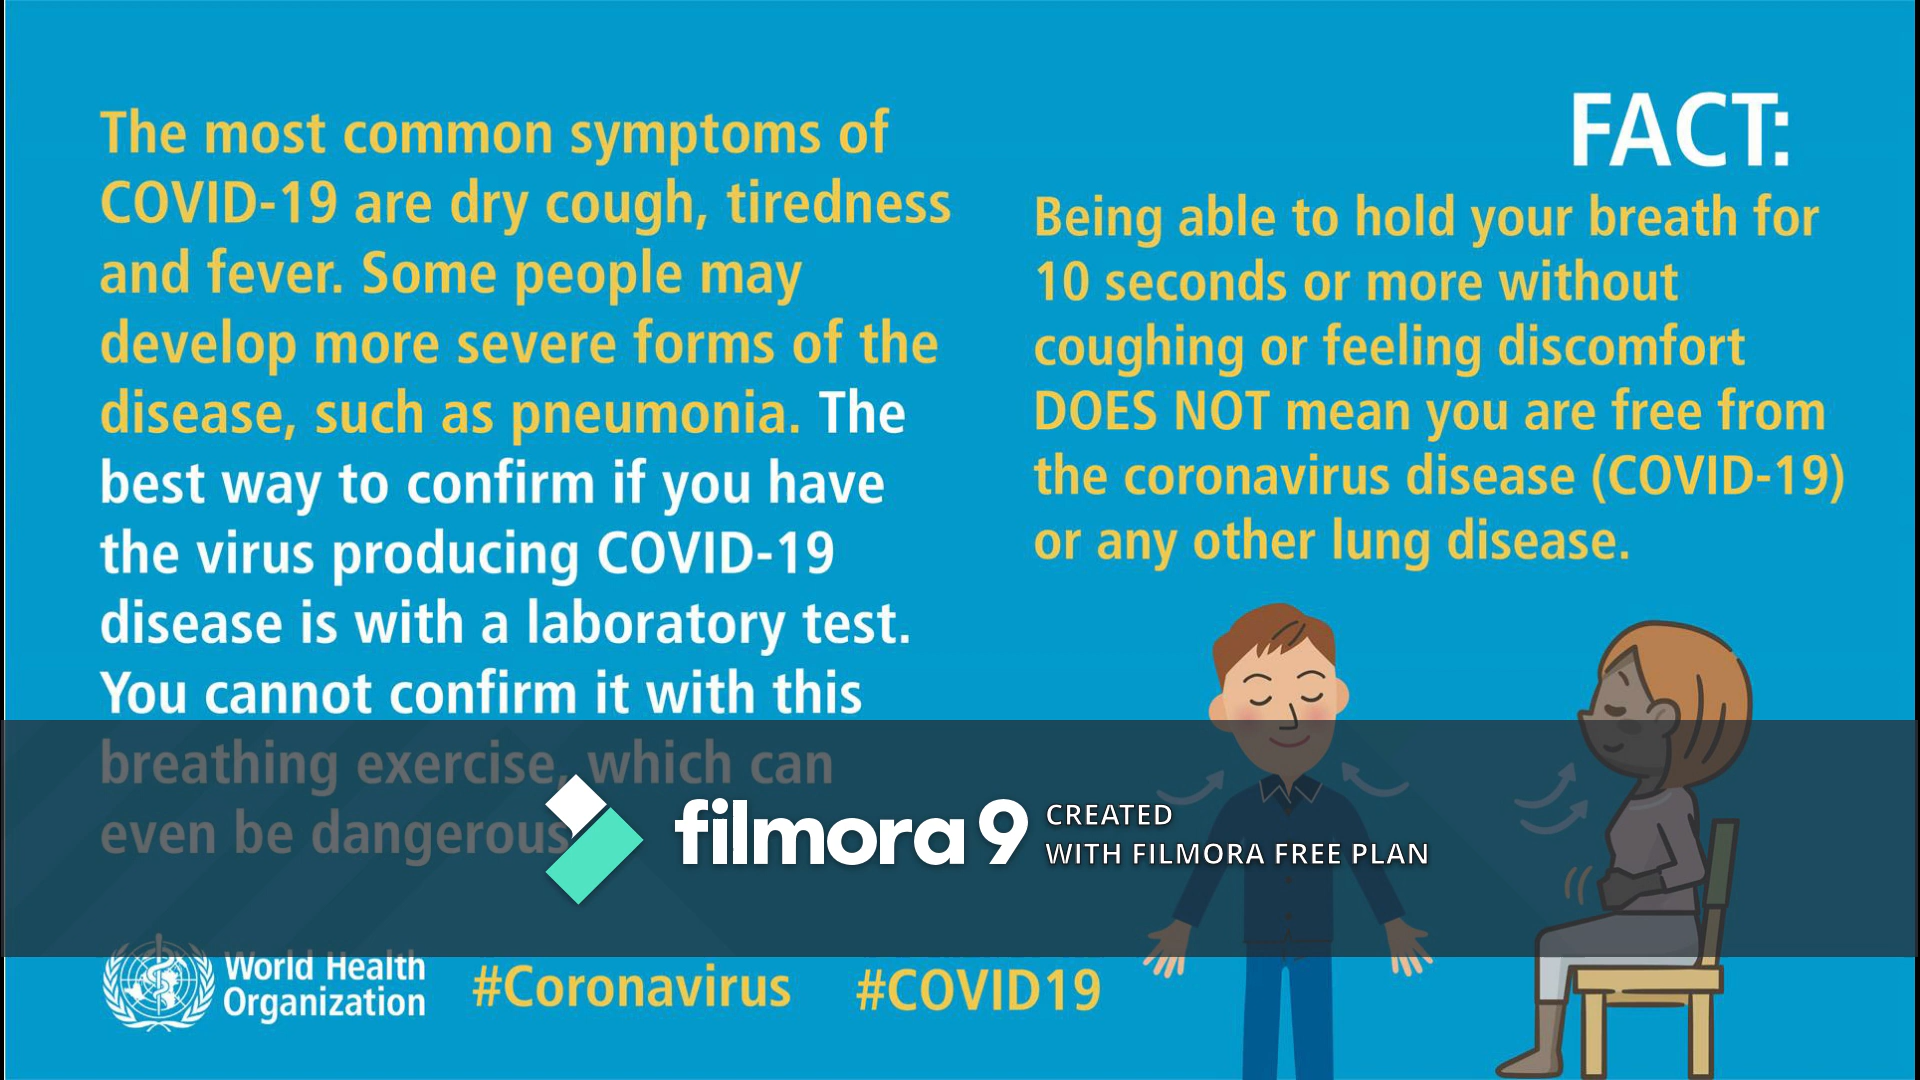 The most common symptoms of
COVID-19 are dry cough, tiredness
and fever. Some people may
develop more severe forms of the
disease, such as pneumonia. The
best way to confirm if you have
the virus producing COVID-19
disease is with a laboratory test.
You cannot confirm it with this
breathing exercise, which can
even be dangerous
FACT:
Being able to hold your breath for
10 seconds or more without
coughing or feeling discomfort
DOES NOT mean you are free from
the coronavirus disease (COVID-19)
or any other lung disease.
filmora9
CREATED
WITH FILMORA FREE PLAN
World Health
Organization
#Coronavirus #COVID19